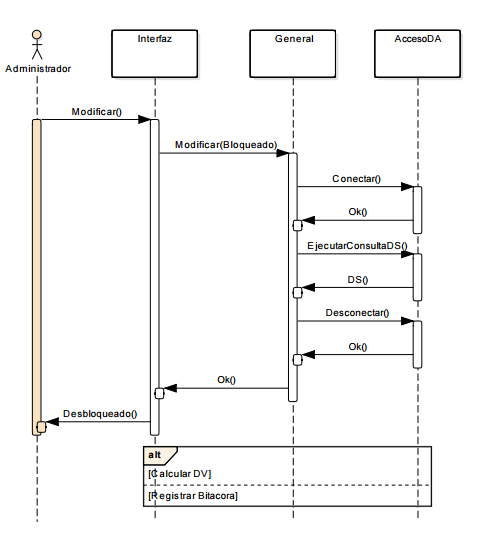 Administrador
Interfaz
General
AccesoDA
Modificar()
Modificar(Bloqueado)
Conectar()
Ok()
EjecutarConsultaDS()
DS()
Desconectar()
Ok()
Ok()
Desbloqueado()
alt
[Calcular DV]
[Registrar Bitacora]